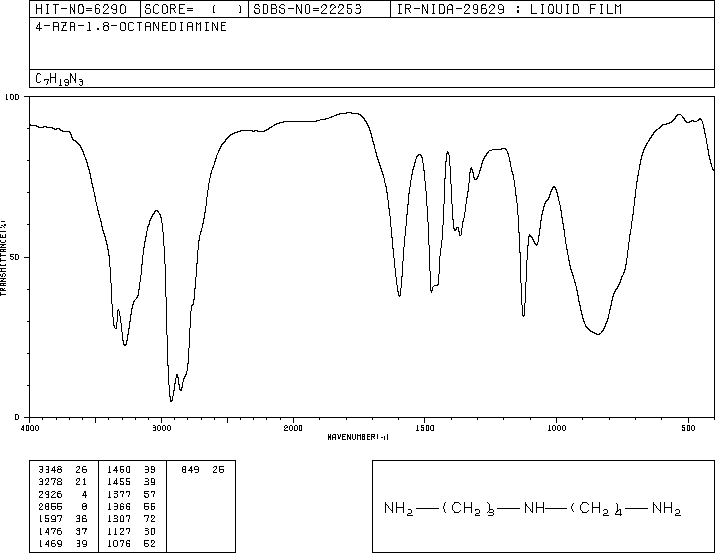 HIT-NO=6290 SCORE= ( ) SDBS-NO=22253 IR-NIDA-29629 : LIQUID FILM
4-AZA-1,8-OCTANEDIAMINE
C7H19N3
100
50
0
TRANSMITTANCE(%)
4000 3000 2000 1500 1000 500
WAVENUMBER(-1)
3348 26 1460 39 849 25
3278 21 1455 39
2926 4 1377 57
2855 8 1366 55
1597 36 1307 72
1476 37 1127 30
1469 39 1076 52
NH2—(CH2)3—NH—(CH2)4—NH2